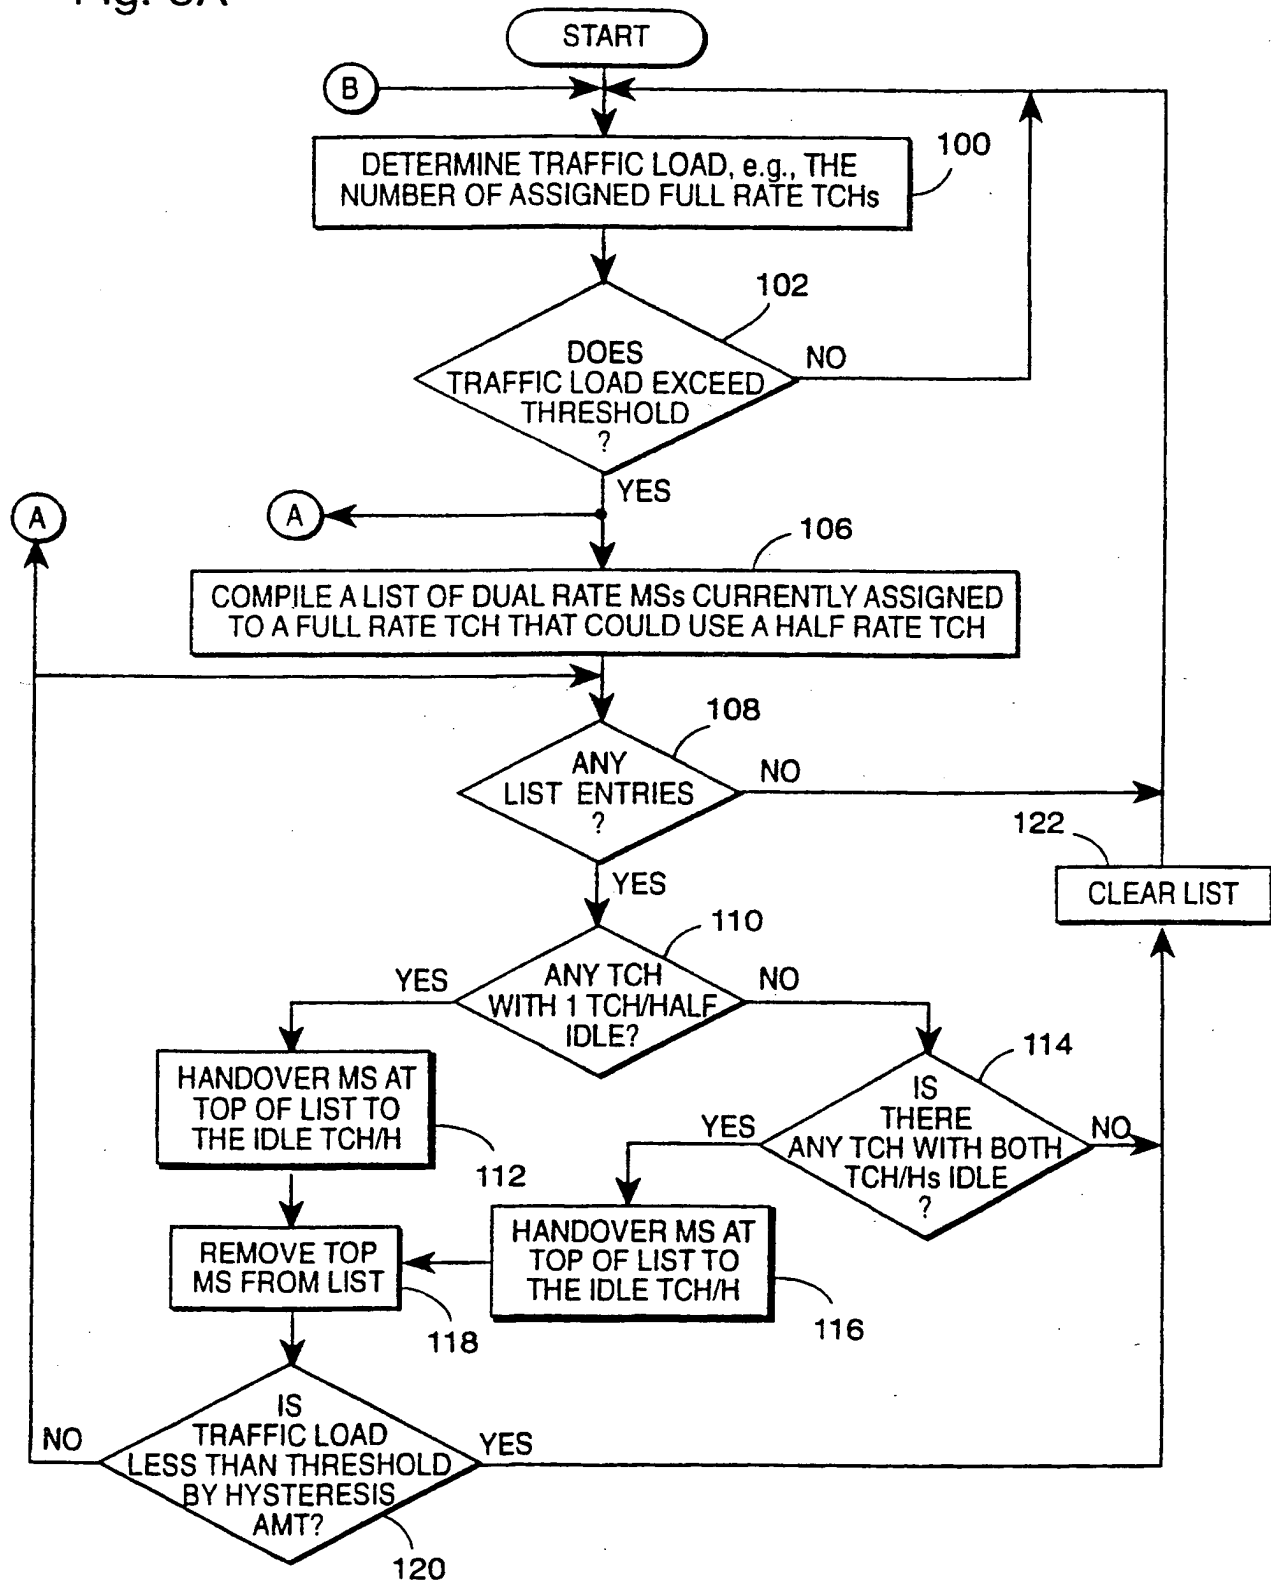 START
B
DETERMINE TRAFFIC LOAD, e.g., THE
NUMBER OF ASSIGNED FULL RATE TCHs
100
102
DOES
TRAFFIC LOAD EXCEED
THRESHOLD
?
NO
YES
A
A
106
COMPILE A LIST OF DUAL RATE MSs CURRENTLY ASSIGNED
TO A FULL RATE TCH THAT COULD USE A HALF RATE TCH
108
ANY
LIST ENTRIES
?
NO
YES
122
CLEAR LIST
110
ANY TCH
WITH 1 TCH/HALF
IDLE?
YES
NO
HANDOVER MS AT
TOP OF LIST TO
THE IDLE TCH/H
112
114
IS
THERE
ANY TCH WITH BOTH
TCH/Hs IDLE
?
YES
NO
HANDOVER MS AT
TOP OF LIST TO
THE IDLE TCH/H
116
REMOVE TOP
MS FROM LIST
118
IS
TRAFFIC LOAD
LESS THAN THRESHOLD
BY HYSTERESIS
AMT?
NO
YES
120